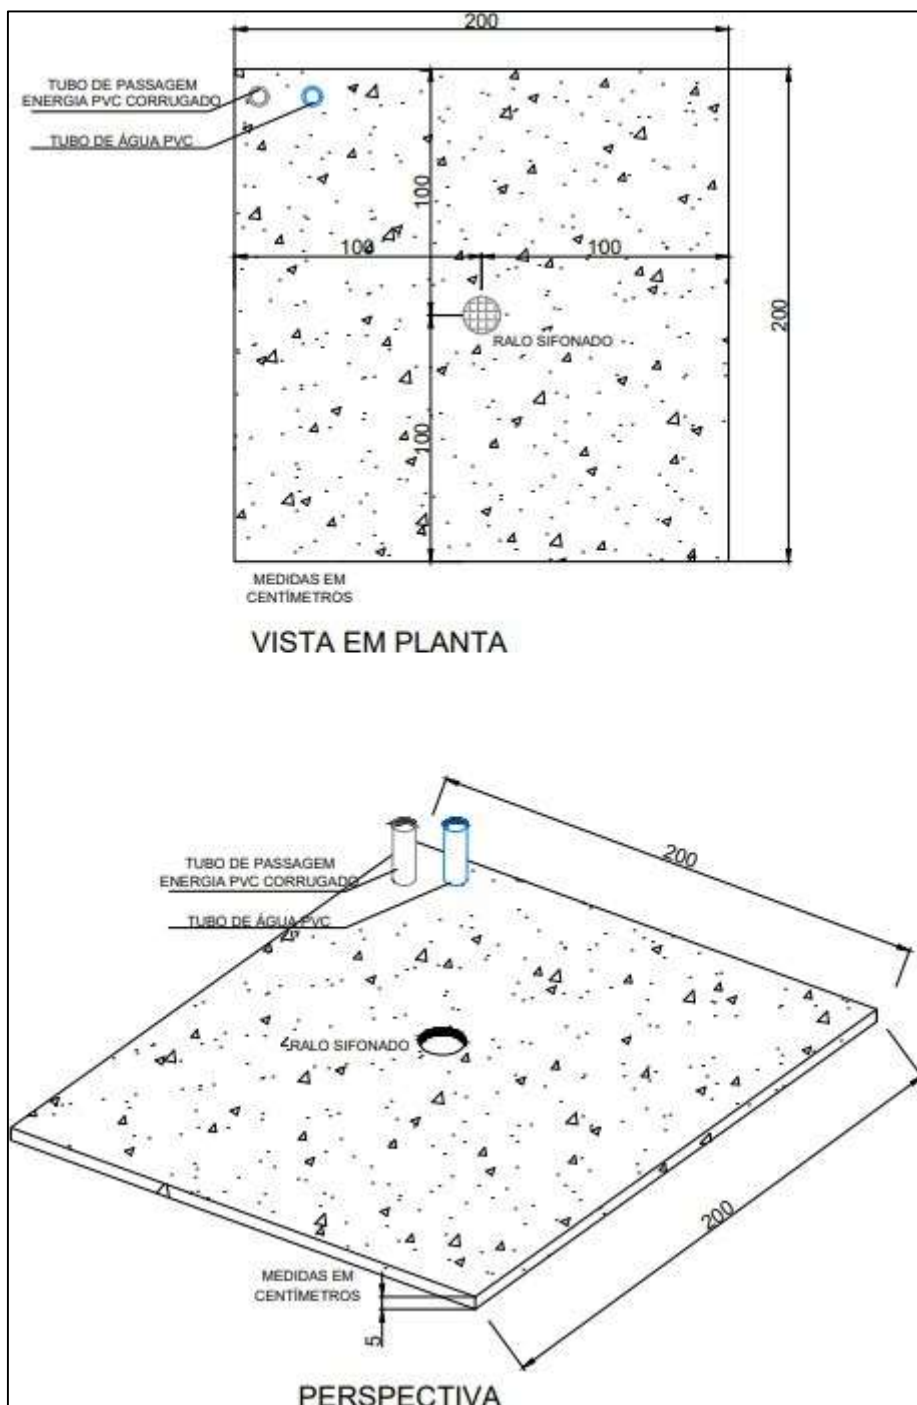 200
TUBO DE PASSAGEM
ENERGIA PVC CORRUGADO
TUBO DE ÁGUA PVC
100
100
100
200
RALO SIFONADO
100
MEDIDAS EM
CENTÍMETROS
VISTA EM PLANTA
200
TUBO DE PASSAGEM
ENERGIA PVC CORRUGADO
TUBO DE ÁGUA PVC
RALO SIFONADO
200
MEDIDAS EM
CENTÍMETROS
5
PERSPECTIVA